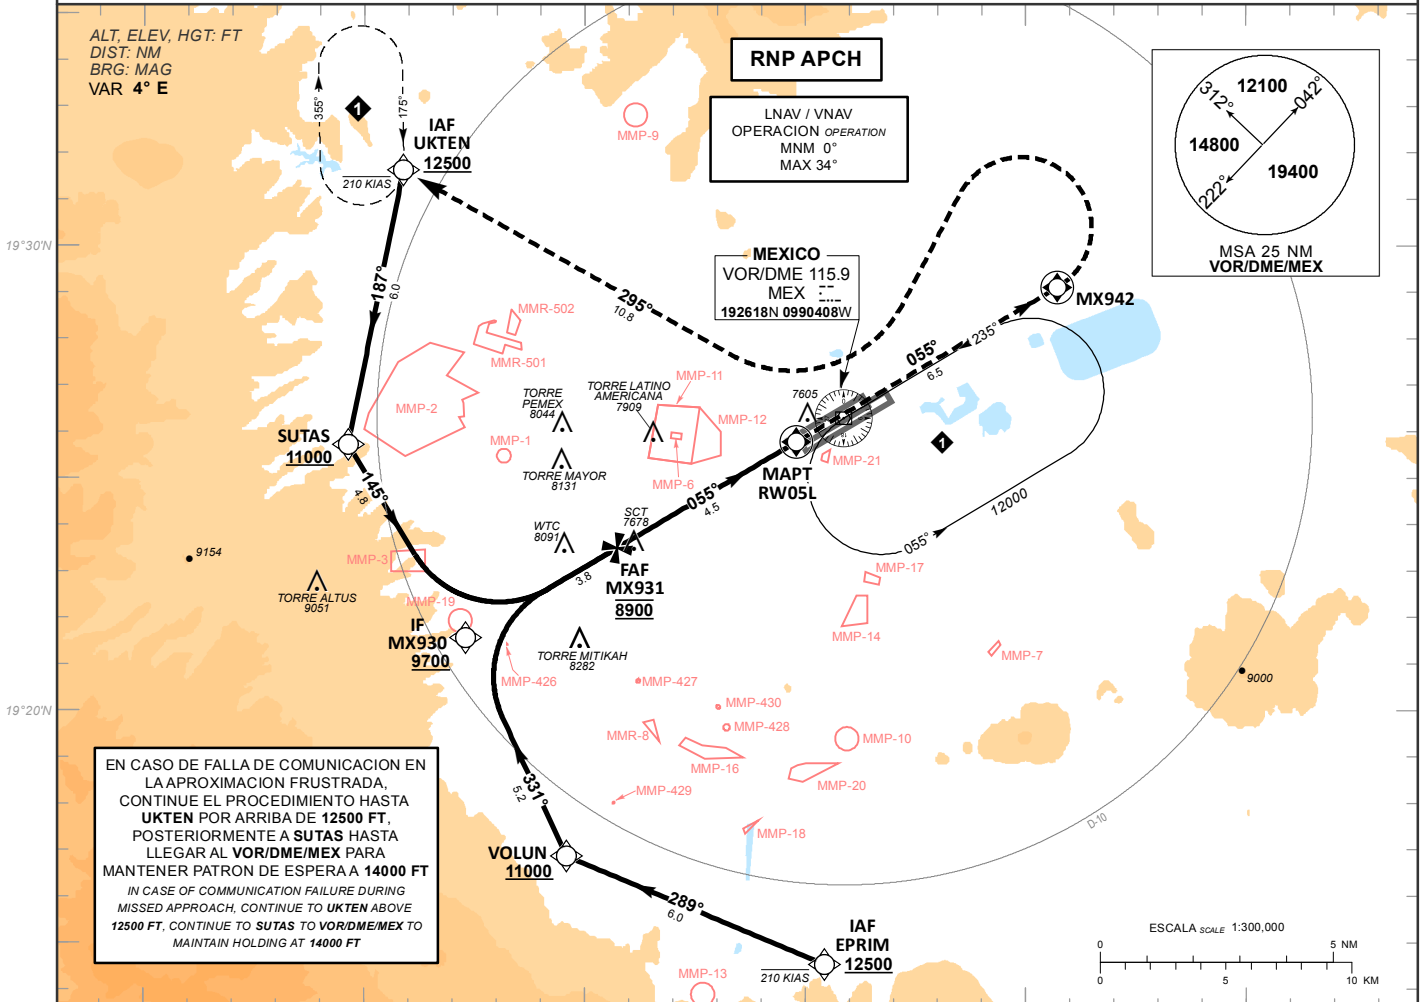 ALT, ELEV, HGT: FT
DIST: NM
BRG: MAG
VAR 4° E
RNP APCH
LNAV / VNAV
OPERACION OPERATION
MNM 0°
MAX 34°
312°
12100
042°
14800
19400
222°
MSA 25 NM
VOR/DME/MEX
355°
1
175°
IAF
UKTEN
12500
210 KIAS
MMP-9
19°30'N
187°
6.0
295°
10.8
MEXICO
VOR/DME 115.9
MEX
192618N 0990408W
MX942
055°
235°
6.5
MMR-502
MMR-501
MMP-2
MMP-1
TORRE
PEMEX
8044
TORRE LATINO
AMERICANA
7909
MMP-11
MMP-12
MMP-6
TORRE MAYOR
8131
7605
0
18
MAPT
RW05L
MMP-21
1
12000
055°
SUTAS
11000
145°
4.8
055°
4.5
WTC
8091
SCT
7678
MMP-3
9154
TORRE ALTUS
9051
MMP-19
3.8
FAF
MX931
8900
IF
MX930
9700
TORRE MITIKAH
8282
MMP-426
MMP-427
MMP-17
MMP-14
MMP-7
9000
19°20'N
MMP-430
MMP-428
MMR-8
MMP-16
MMP-10
MMP-20
MMP-429
MMP-18
D-10
331°
5.2
VOLUN
11000
289°
6.0
IAF
EPRIM
12500
210 KIAS
MMP-13
EN CASO DE FALLA DE COMUNICACION EN
LA APROXIMACION FRUSTRADA,
CONTINUE EL PROCEDIMIENTO HASTA
UKTEN POR ARRIBA DE 12500 FT,
POSTERIORMENTE A SUTAS HASTA
LLEGAR AL VOR/DME/MEX PARA
MANTENER PATRON DE ESPERA A 14000 FT
IN CASE OF COMMUNICATION FAILURE DURING
MISSED APPROACH, CONTINUE TO UKTEN ABOVE
12500 FT, CONTINUE TO SUTAS TO VOR/DME/MEX TO
MAINTAIN HOLDING AT 14000 FT
ESCALA SCALE 1:300,000
0 5 NM
0 5 10 KM